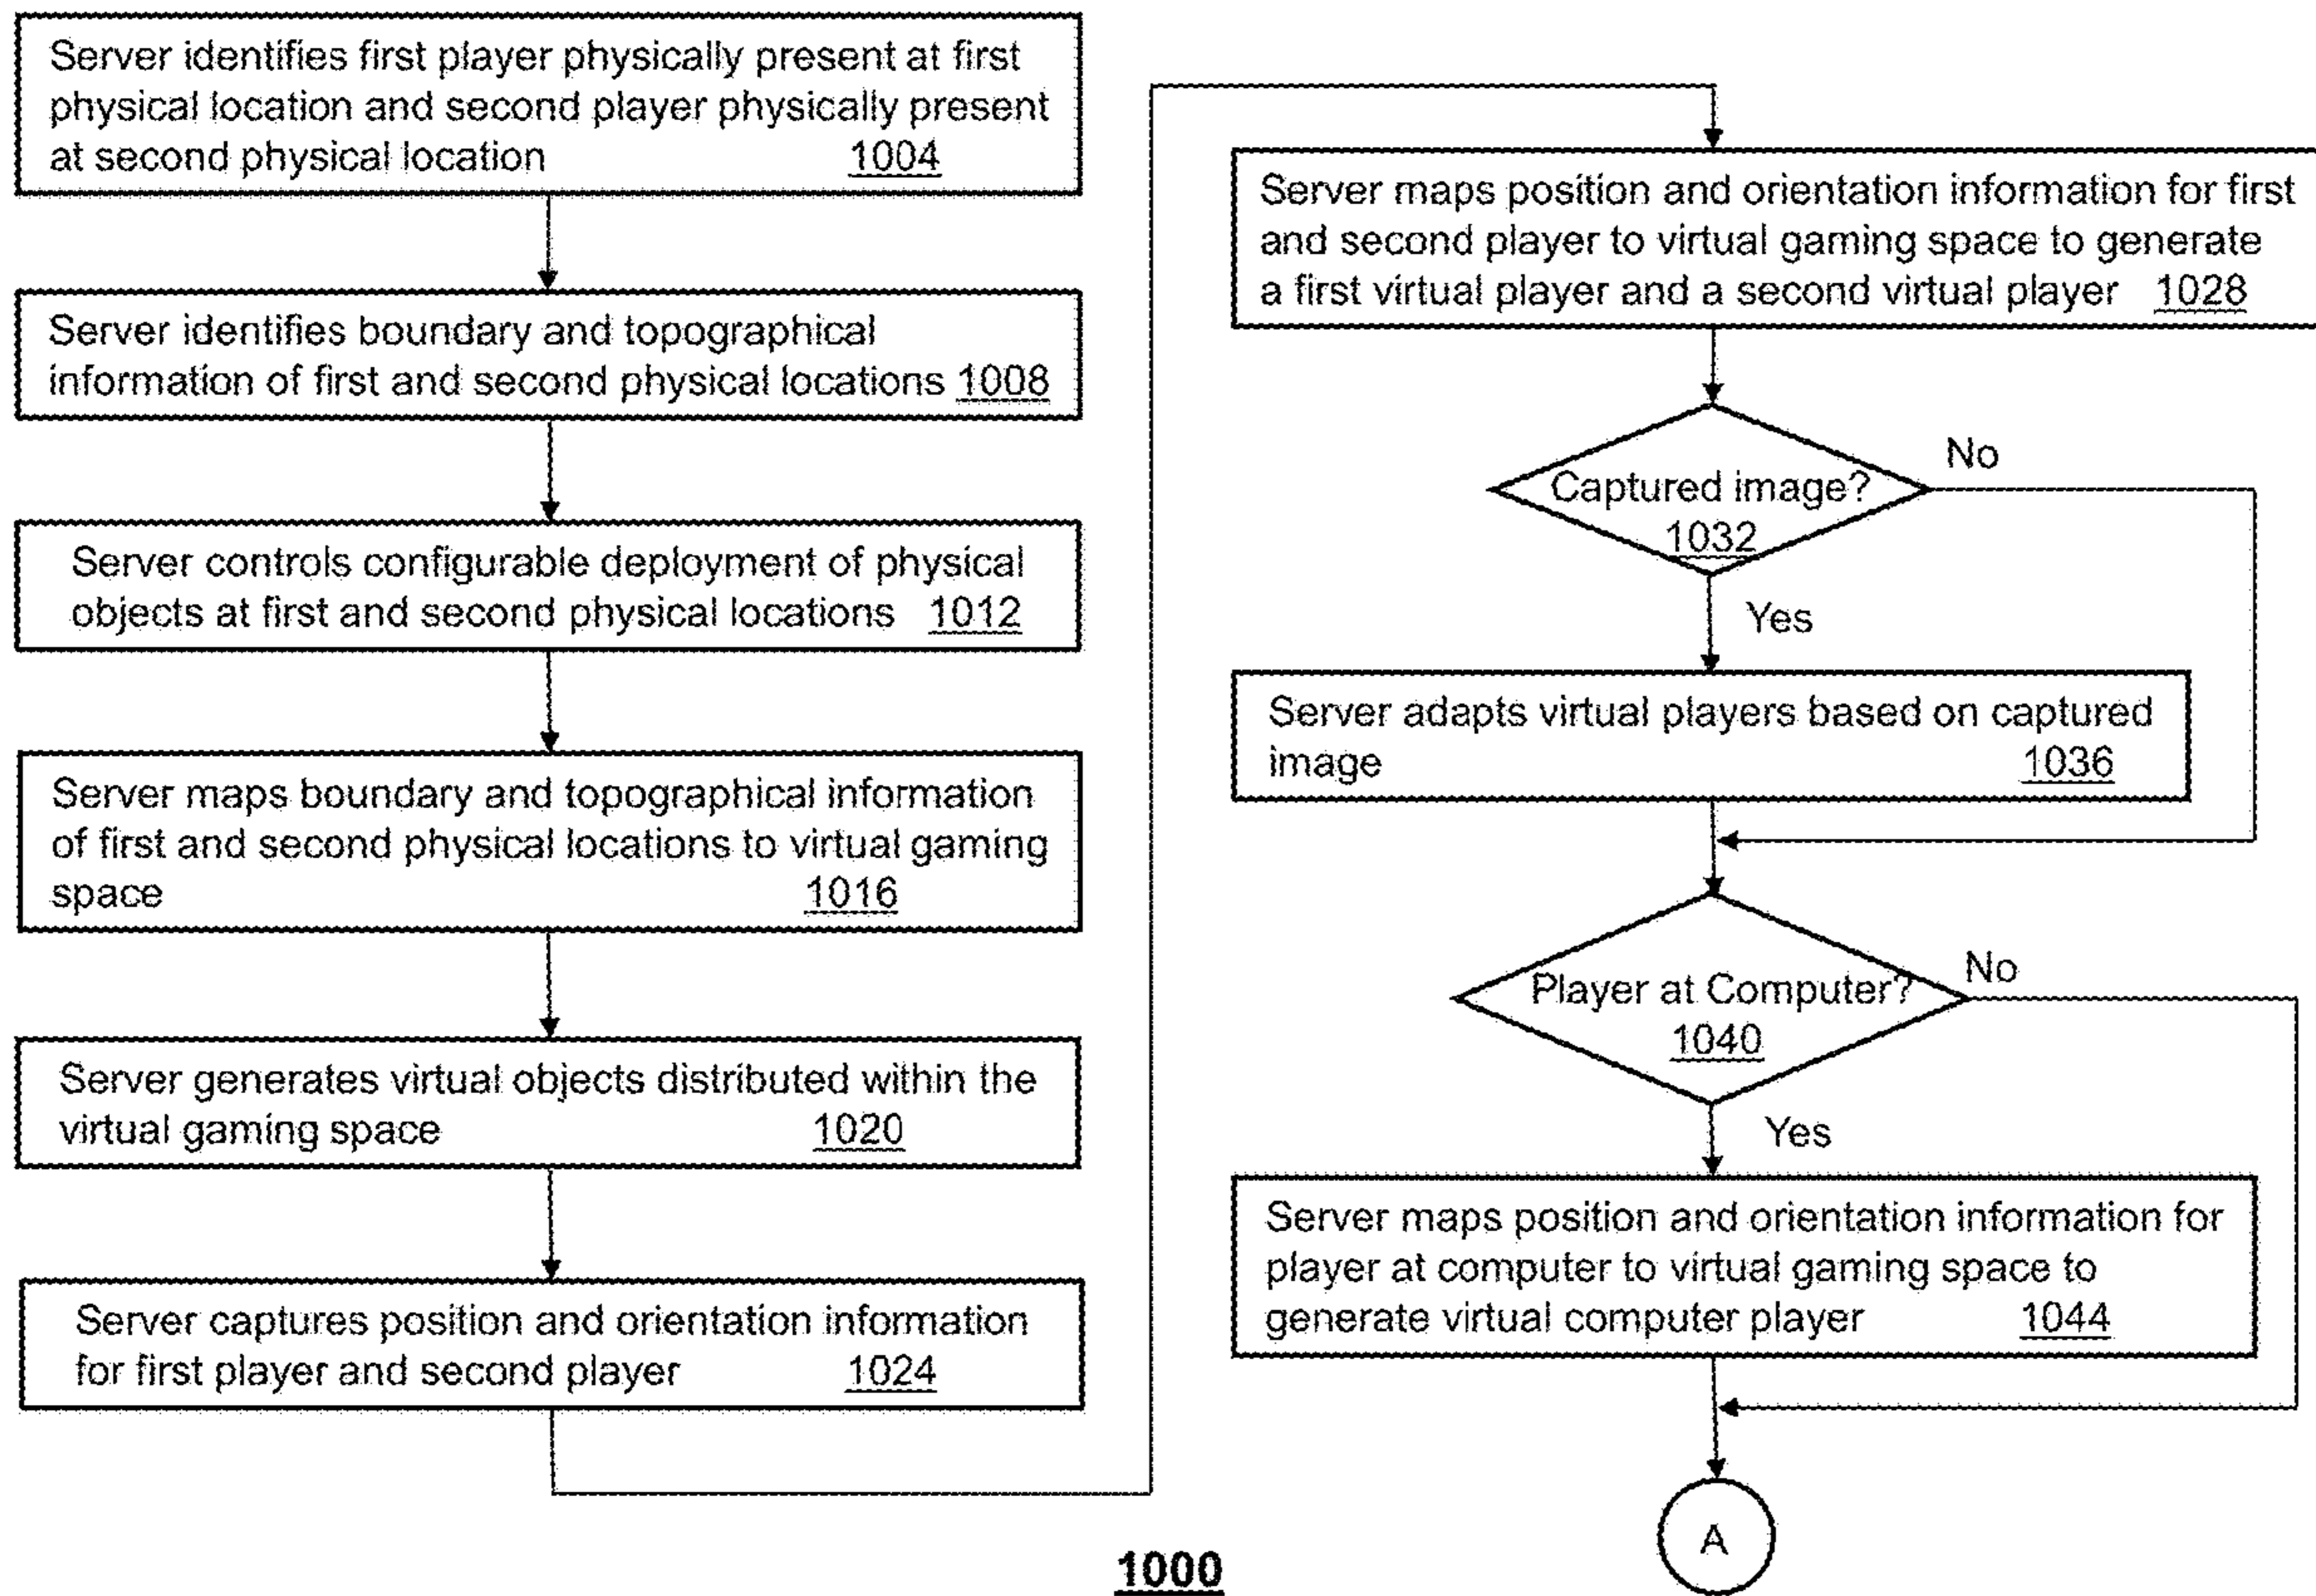 Server identifies first player physically present at first
physical location and second player physically present
at second physical location 1004
Server identifies boundary and topographical
information of first and second physical locations 1008
Server controls configurable deployment of physical
objects at first and second physical locations 1012
Server maps boundary and topographical information
of first and second physical locations to virtual gaming
space 1016
Server generates virtual objects distributed within the
virtual gaming space 1020
Server captures position and orientation information
for first player and second player 1024
Server maps position and orientation information for first
and second player to virtual gaming space to generate
a first virtual player and a second virtual player 1028
Captured image?
1032
No
Yes
Server adapts virtual players based on captured
image 1036
Player at Computer?
1040
No
Yes
Server maps position and orientation information for
player at computer to virtual gaming space to
generate virtual computer player 1044
A
1000